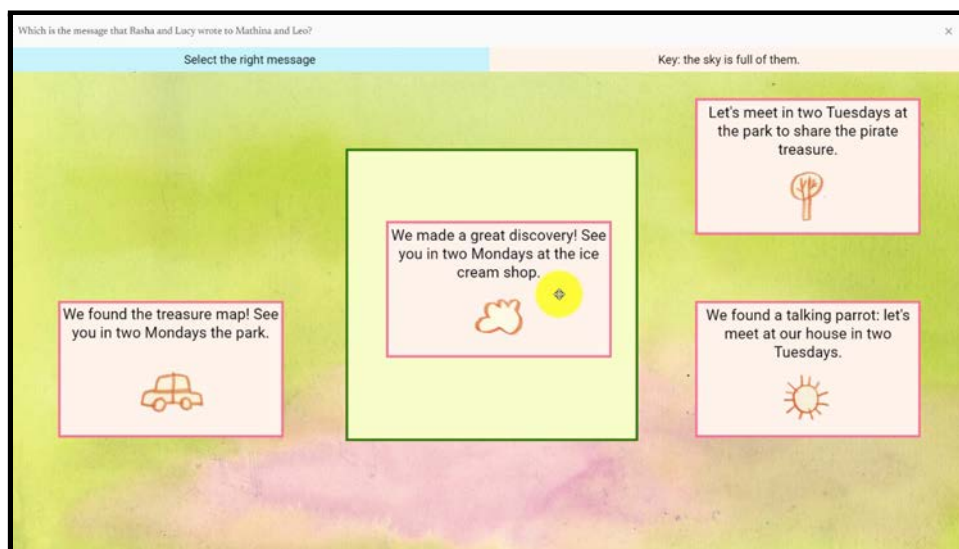 Which is the message that Rasha and Lucy wrote to Mathina and Leo?
×
Select the right message
Key: the sky is full of them.
Let's meet in two Tuesdays at
the park to share the pirate
treasure.
We made a great discovery! See
you in two Mondays at the ice
cream shop.
We found the treasure map! See
you in two Mondays the park.
We found a talking parrot: let's
meet at our house in two
Tuesdays.